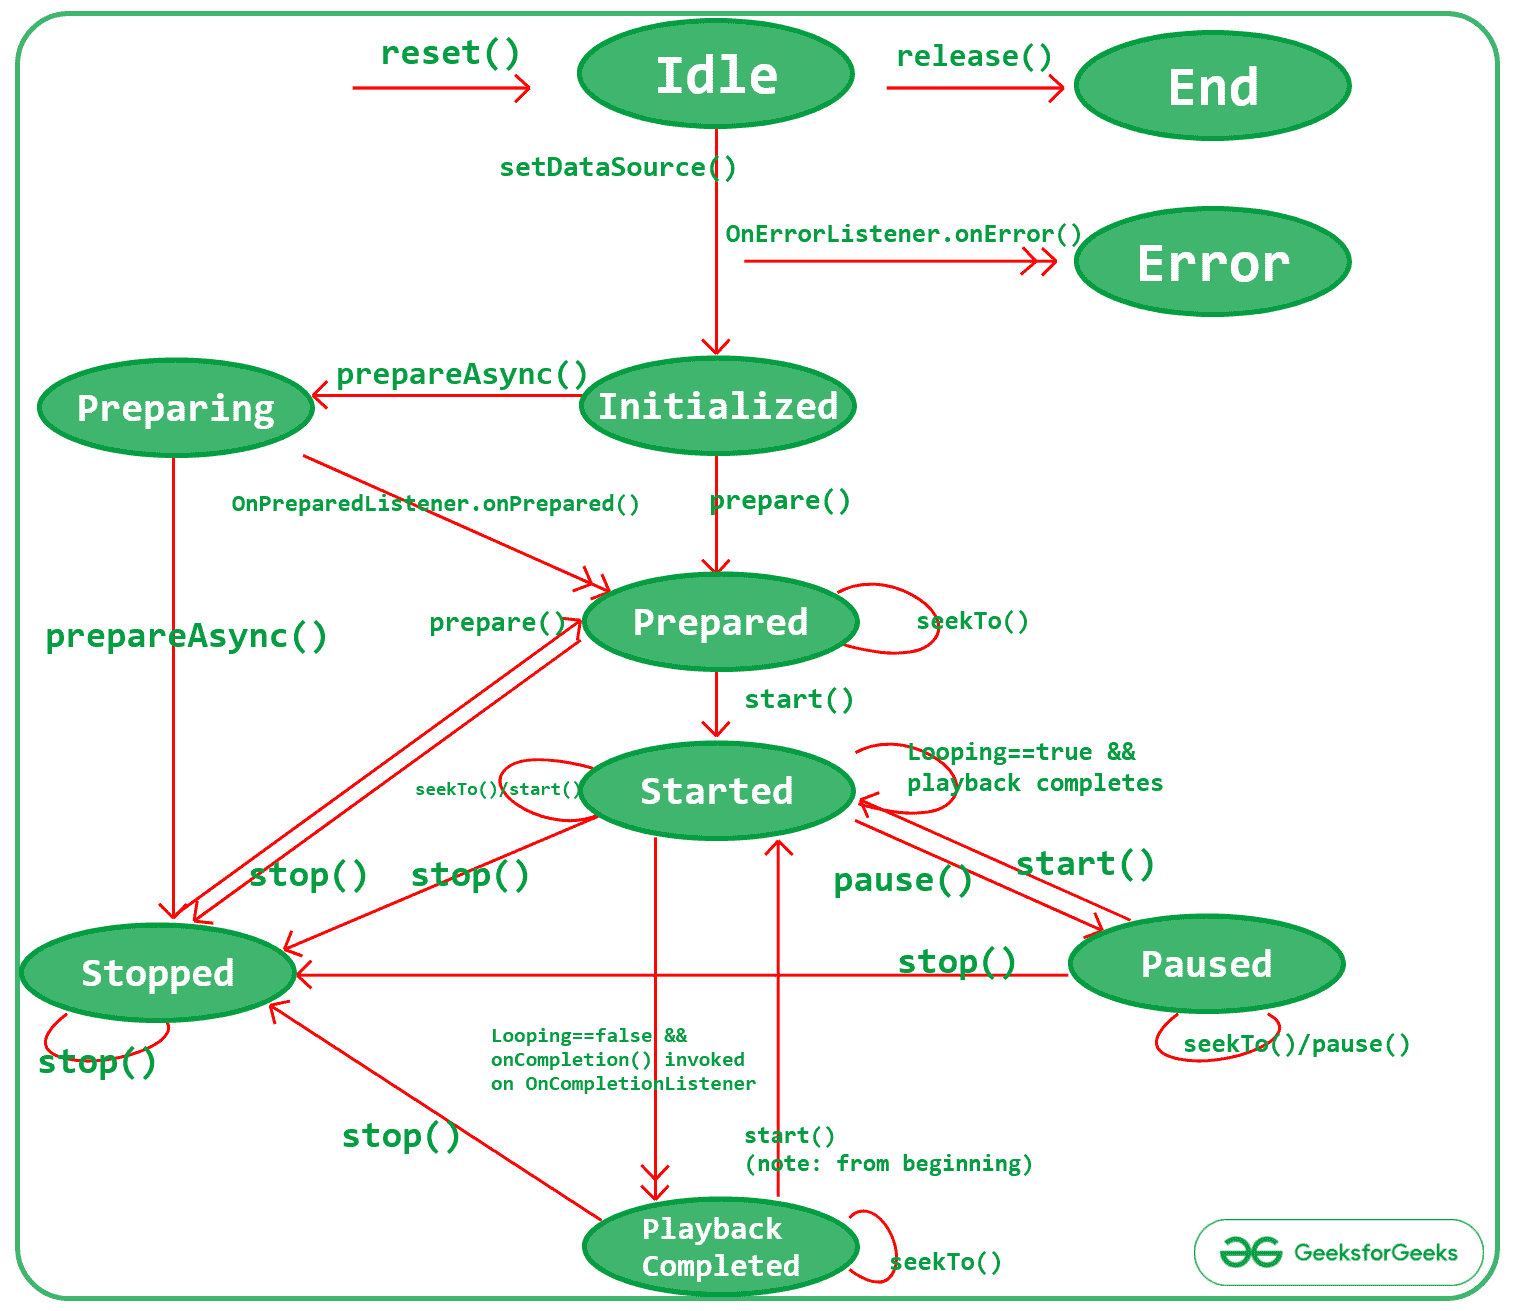 reset()
Idle
release()
End
setDataSource()
OnErrorListener.onError()
Error
prepareAsync()
Preparing
Initialized
OnPreparedListener.onPrepared()
prepare()
prepareAsync()
prepare()
Prepared
seekTo()
start()
Looping==true &&
playback completes
seekTo()/start()
Started
stop()
stop()
pause()
start()
Stopped
stop()
Paused
stop()
Looping==false &&
onCompletion() invoked
on OnCompletionListener
seekTo()/pause()
stop()
start()
(note: from beginning)
Playback
Completed
seekTo()
GeeksforGeeks